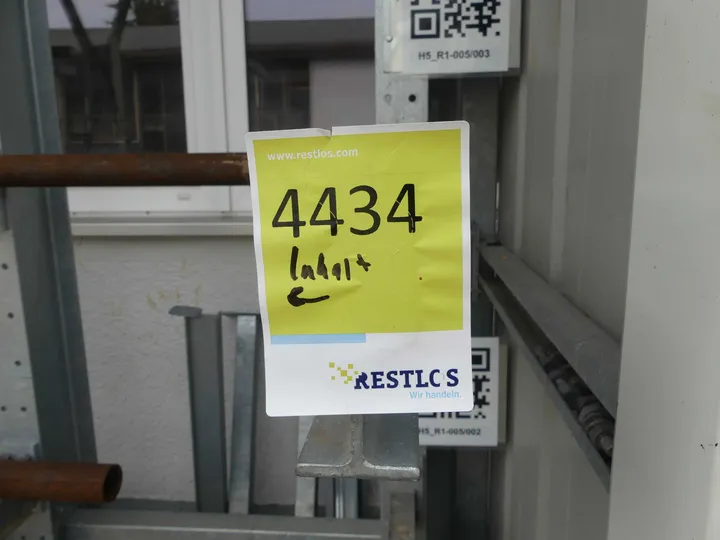 H5_R1-005/003
www.restlos.com
4434
Inhalt
RESTLOS
Wir handeln.
H5_R1-005/002